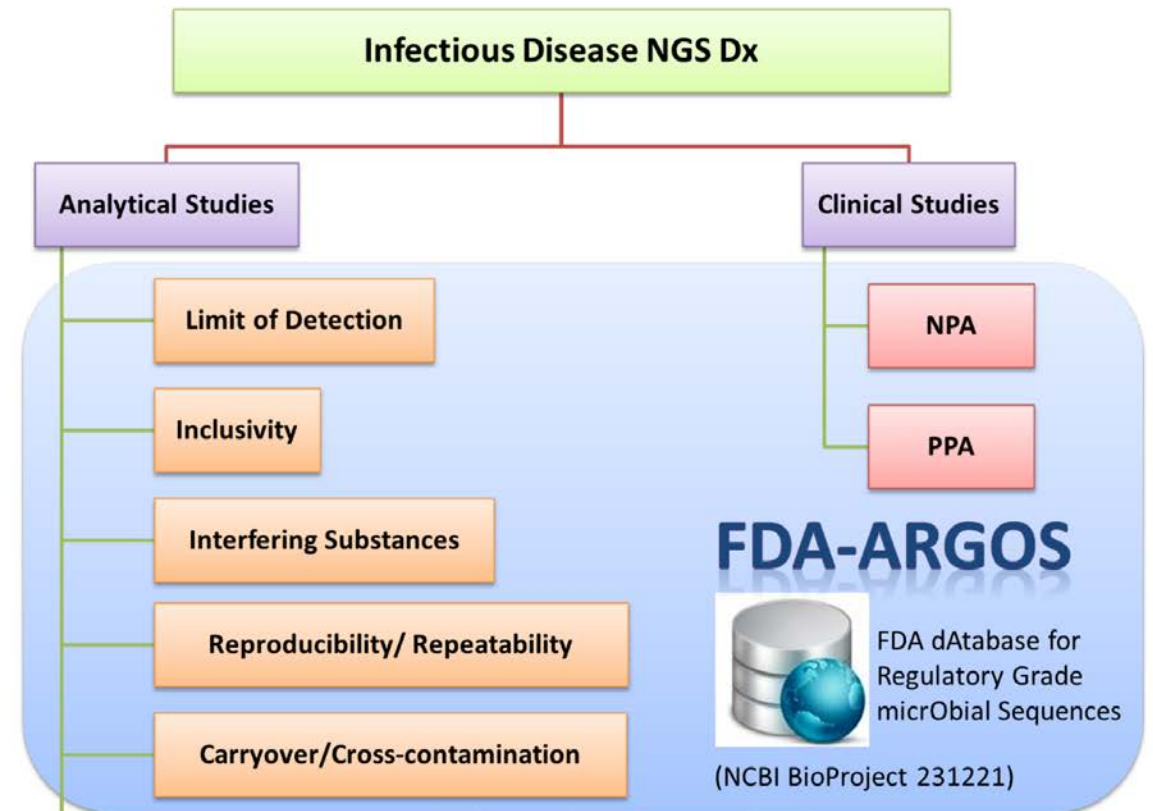 Infectious Disease NGS Dx
Analytical Studies
Clinical Studies
Limit of Detection
Inclusivity
Interfering Substances
Reproducibility/ Repeatability
Carryover/Cross-contamination
NPA
PPA
FDA-ARGOS
FDA dAtabase for
Regulatory Grade
micrObial Sequences
(NCBI BioProject 231221)